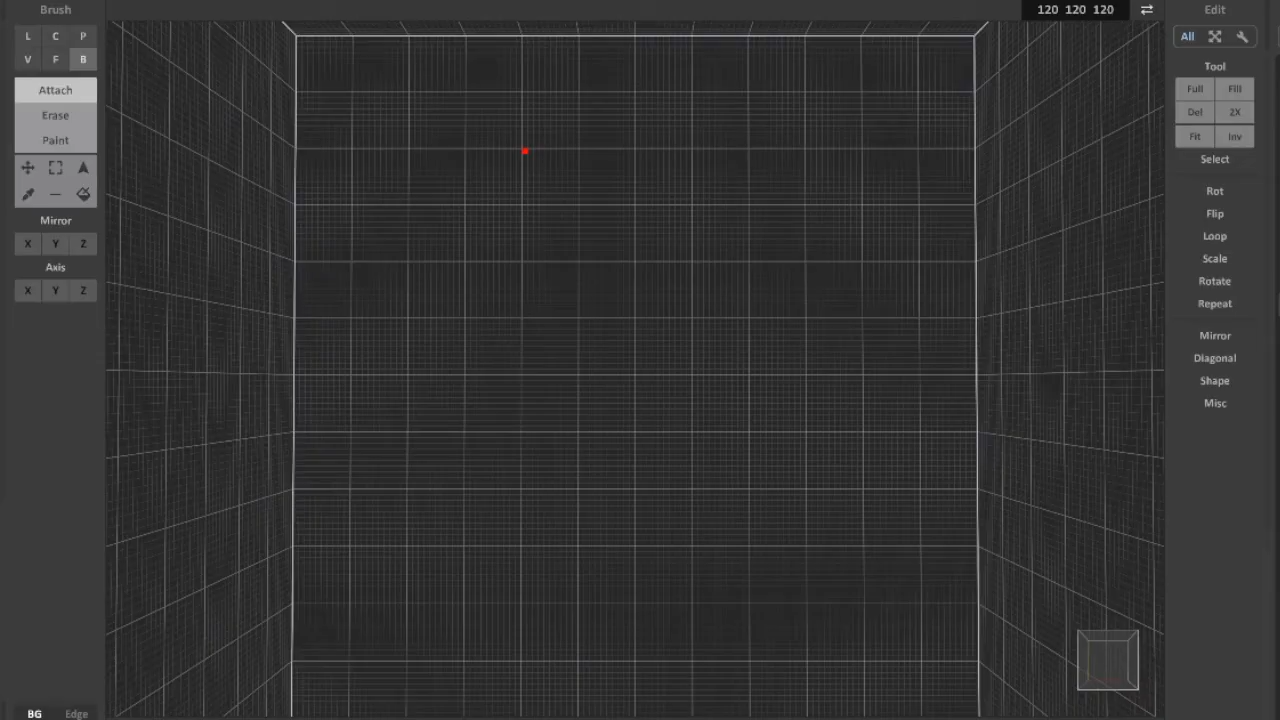 Brush
L C P
V F B
Attach
Erase
Paint
Mirror
X Y Z
Axis
X Y Z
BG Edge
120 120 120
Edit
All
Tool
Full Fill
Del 2X
Fit Inv
Select
Rot
Flip
Loop
Scale
Rotate
Repeat
Mirror
Diagonal
Shape
Misc